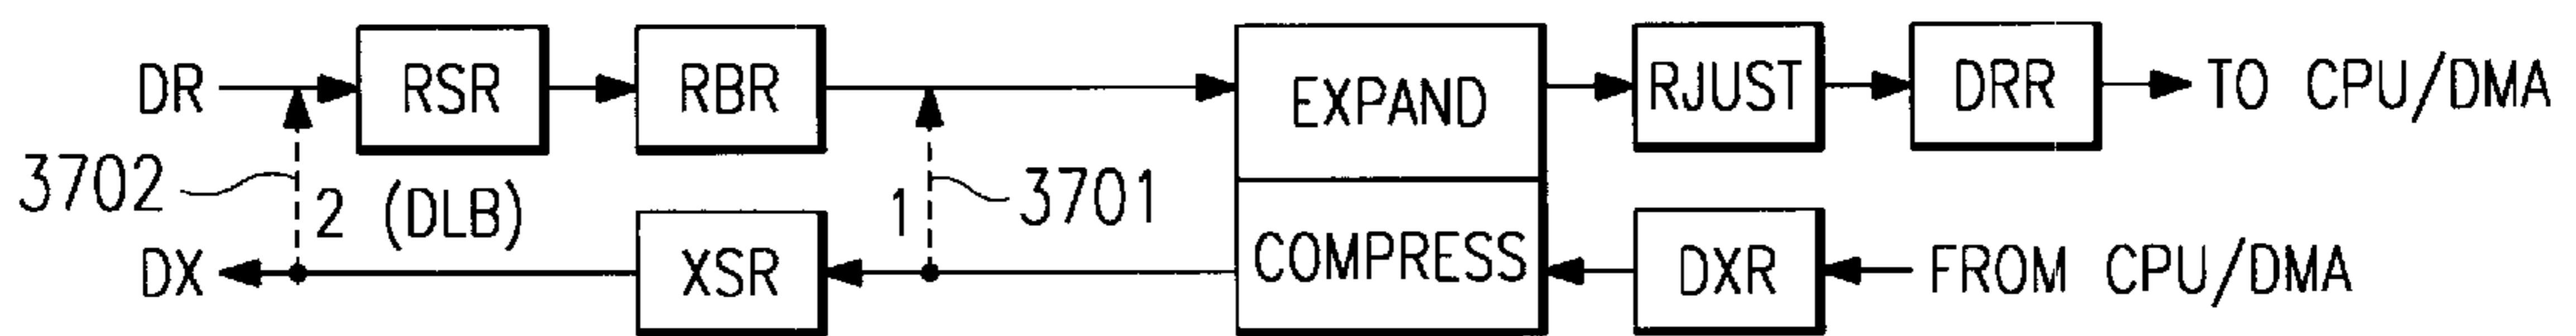 DR RSR RBR EXPAND RJUST DRR TO CPU/DMA
3702 2 (DLB) 1 3701
DX XSR COMPRESS DXR FROM CPU/DMA